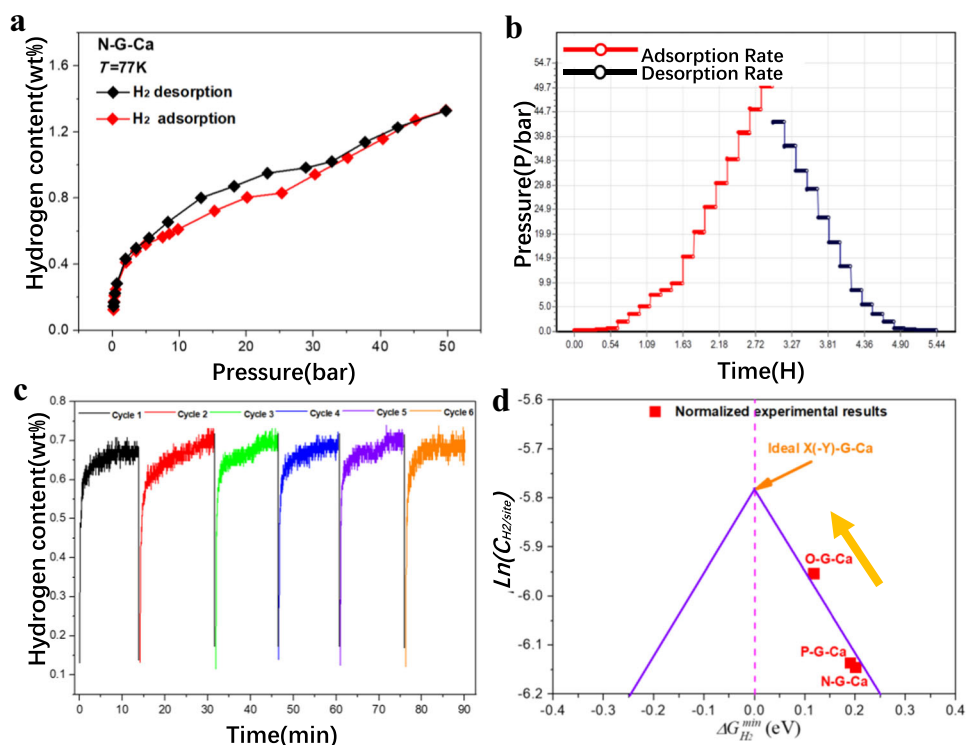 a
N-G-Ca
T=77K
H2 desorption
H2 adsorption
Hydrogen content(wt%)
1.6
1.2
0.8
0.4
0.0
0 10 20 30 40 50
Pressure(bar)
b
Adsorption Rate
Desorption Rate
Pressure(P/bar)
54.7
49.7
44.8
39.8
34.8
29.8
24.9
19.9
14.9
9.9
5.0
0.0
0.00 0.54 1.09 1.63 2.18 2.72 3.27 3.81 4.36 4.90 5.44
Time(H)
c
Cycle 1 Cycle 2 Cycle 3 Cycle 4 Cycle 5 Cycle 6
Hydrogen content(wt%)
0.8
0.7
0.6
0.5
0.4
0.3
0.2
0.1
0.0
0 10 20 30 40 50 60 70 80 90
Time(min)
d
Normalized experimental results
Ideal X(-Y)-G-Ca
O-G-Ca
P-G-Ca
N-G-Ca
Ln(CH2/site)
-5.6
-5.7
-5.8
-5.9
-6.0
-6.1
-6.2
-0.4 -0.3 -0.2 -0.1 0.0 0.1 0.2 0.3 0.4
ΔG_{H2}^{min} (eV)